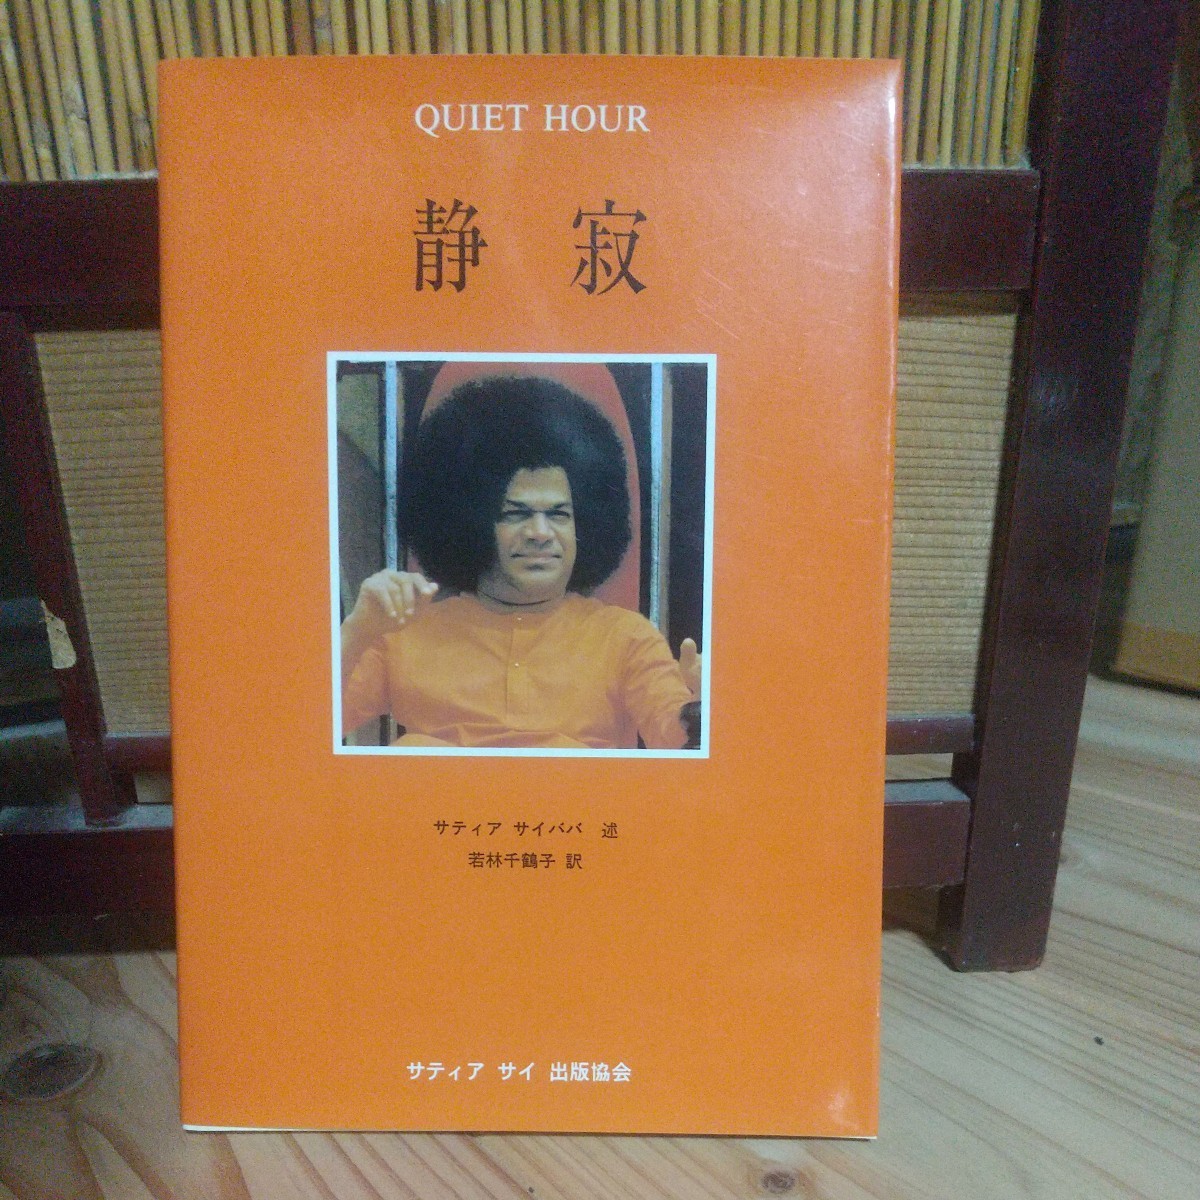 QUIET HOUR
静 寂
サティア サイババ 述
若林千鶴子 訳
サティア サイ 出版協会